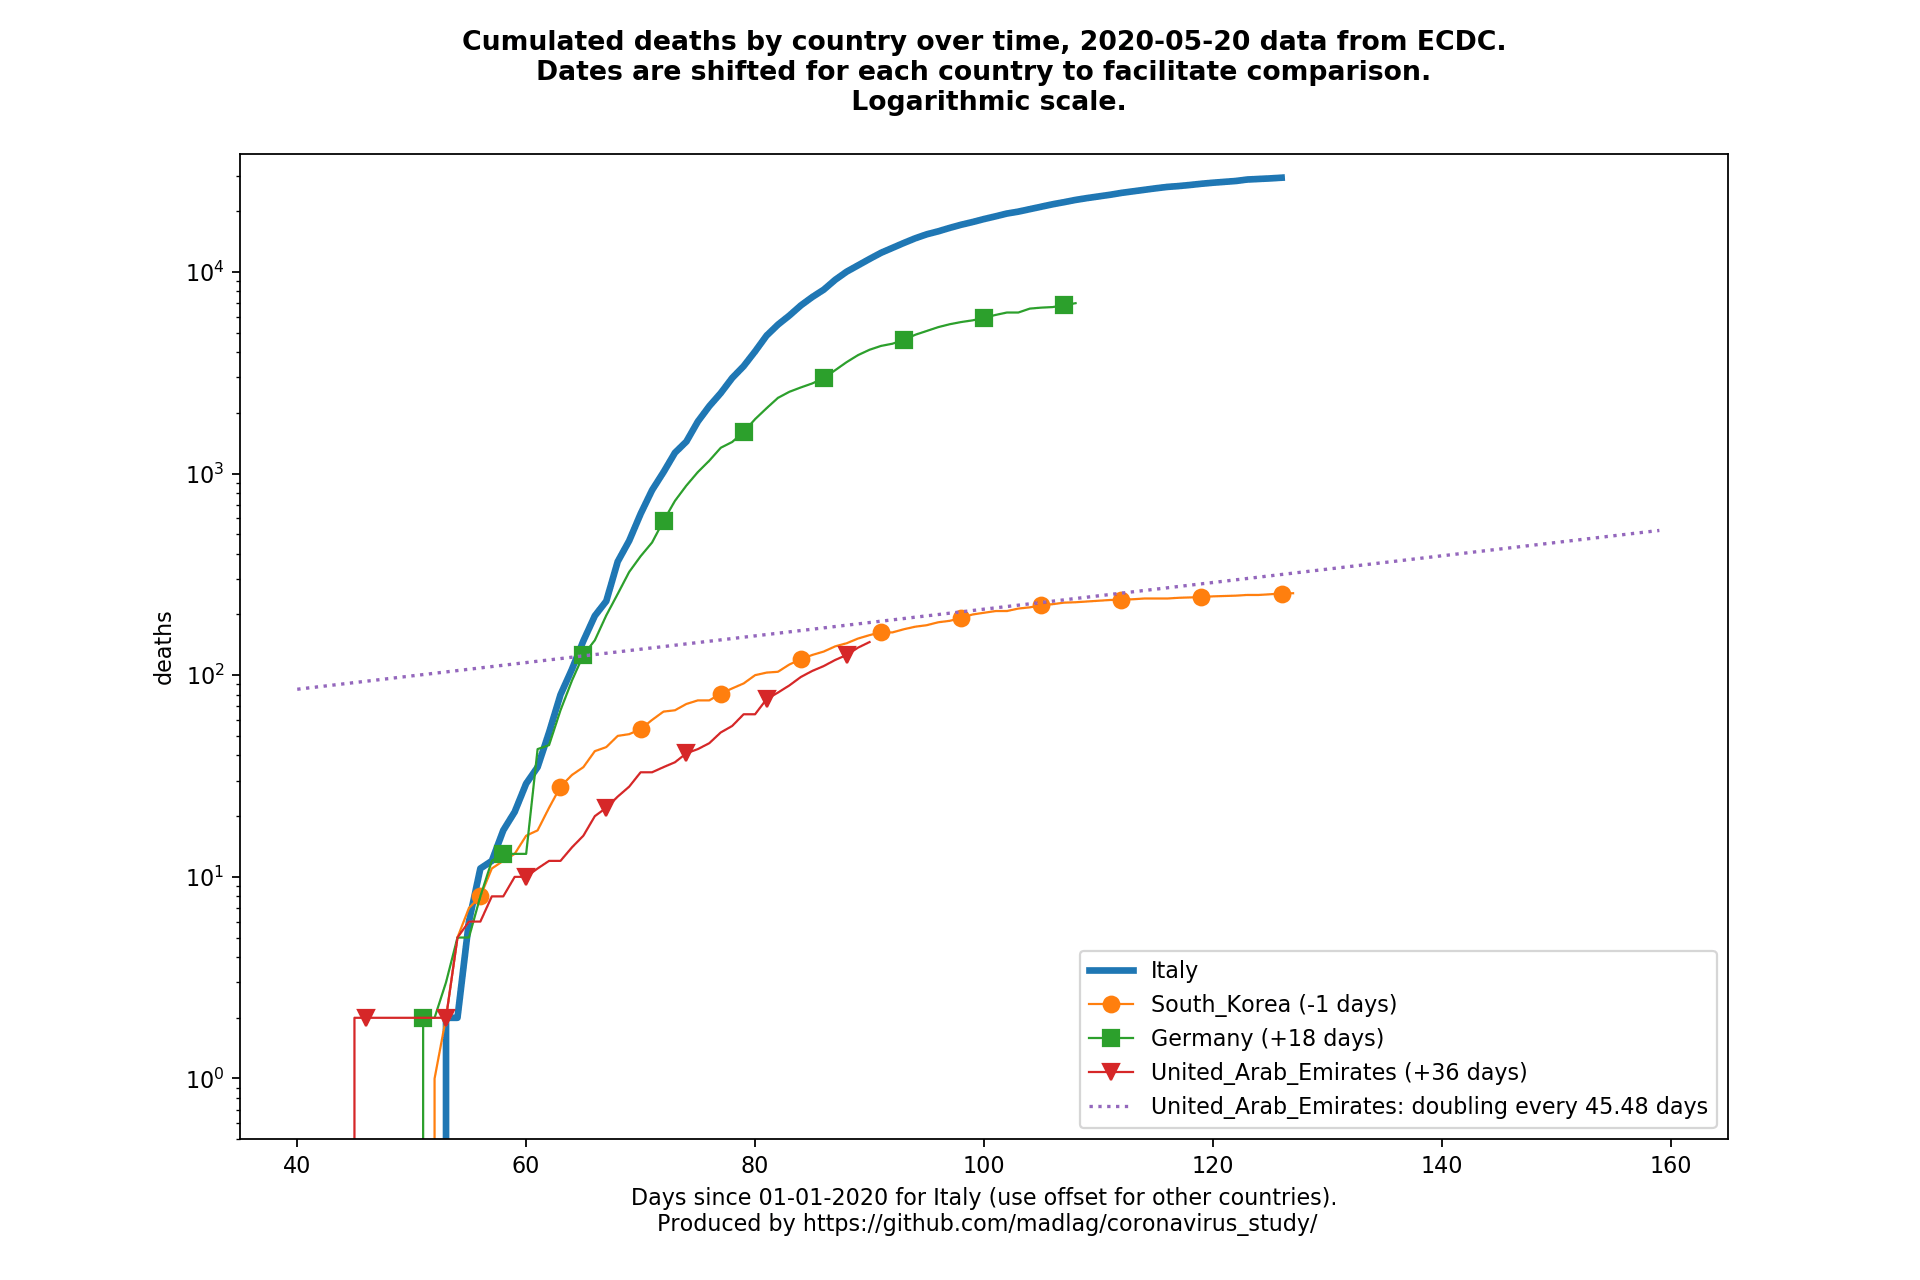 Cumulated deaths by country over time, 2020-05-20 data from ECDC.
Dates are shifted for each country to facilitate comparison.
Logarithmic scale.
deaths
10^4
10^3
10^2
10^1
10^0
Italy
South_Korea (-1 days)
Germany (+18 days)
United_Arab_Emirates (+36 days)
United_Arab_Emirates: doubling every 45.48 days
40 60 80 100 120 140 160
Days since 01-01-2020 for Italy (use offset for other countries).
Produced by https://github.com/madlag/coronavirus_study/